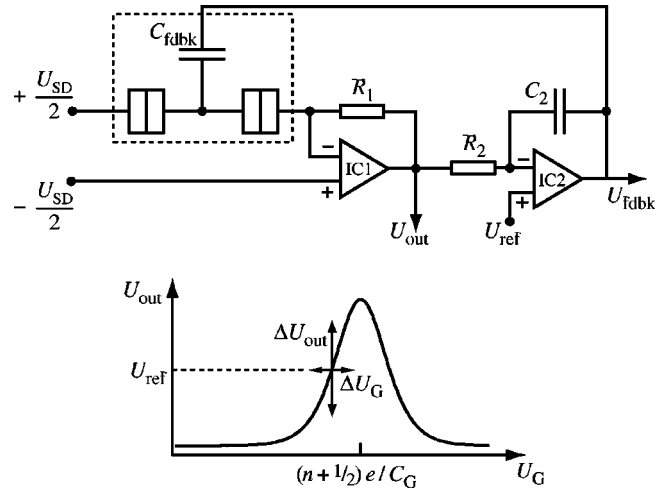 C_fdbk
+ U_SD/2
R_1
−
+
IC1
− U_SD/2
U_out
R_2
C_2
−
+
IC2
U_ref
U_fdbk
U_out
U_ref
ΔU_out
ΔU_G
(n + 1/2) e / C_G
U_G